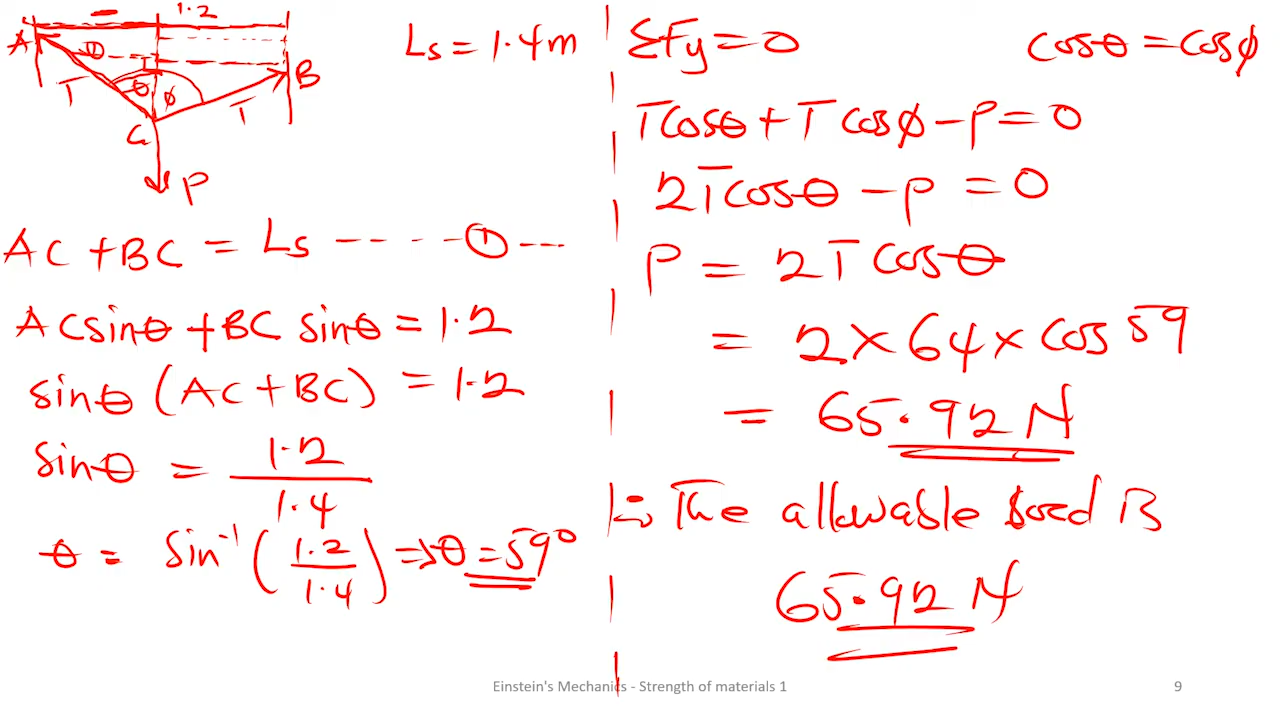 1.2
A
θ
B
T
θ
φ
T
C
P
Ls = 1.4m
AC + BC = Ls ---- ① ---
ACsinθ + BC sinθ = 1.2
sinθ (AC + BC) = 1.2
sinθ = 1.2/1.4
θ = sin⁻¹ (1.2/1.4) ⇒ θ = 59°
ΣFy = 0
cosθ = cosφ
Tcosθ + T cosφ - P = 0
2Tcosθ - P = 0
P = 2T cosθ
= 2 × 64 × cos 59
= 65.92 N
∴ The allowable load is
65.92 N
Einstein's Mechanics - Strength of materials 1
9